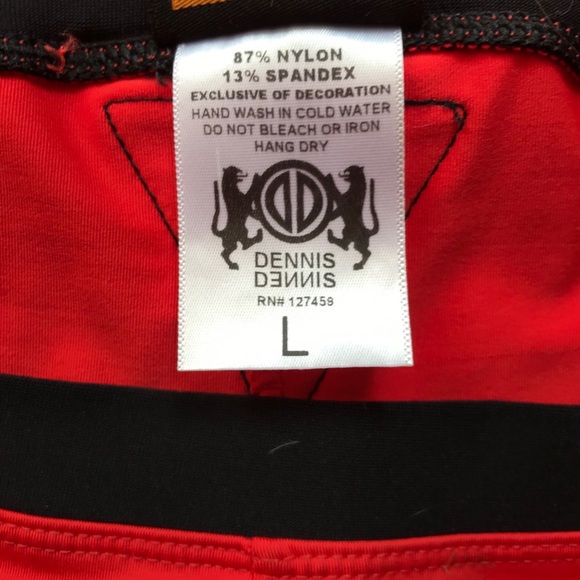 87% NYLON
13% SPANDEX
EXCLUSIVE OF DECORATION
HAND WASH IN COLD WATER
DO NOT BLEACH OR IRON
HANG DRY
DD
DENNIS
DENNIS
RN# 127459
L